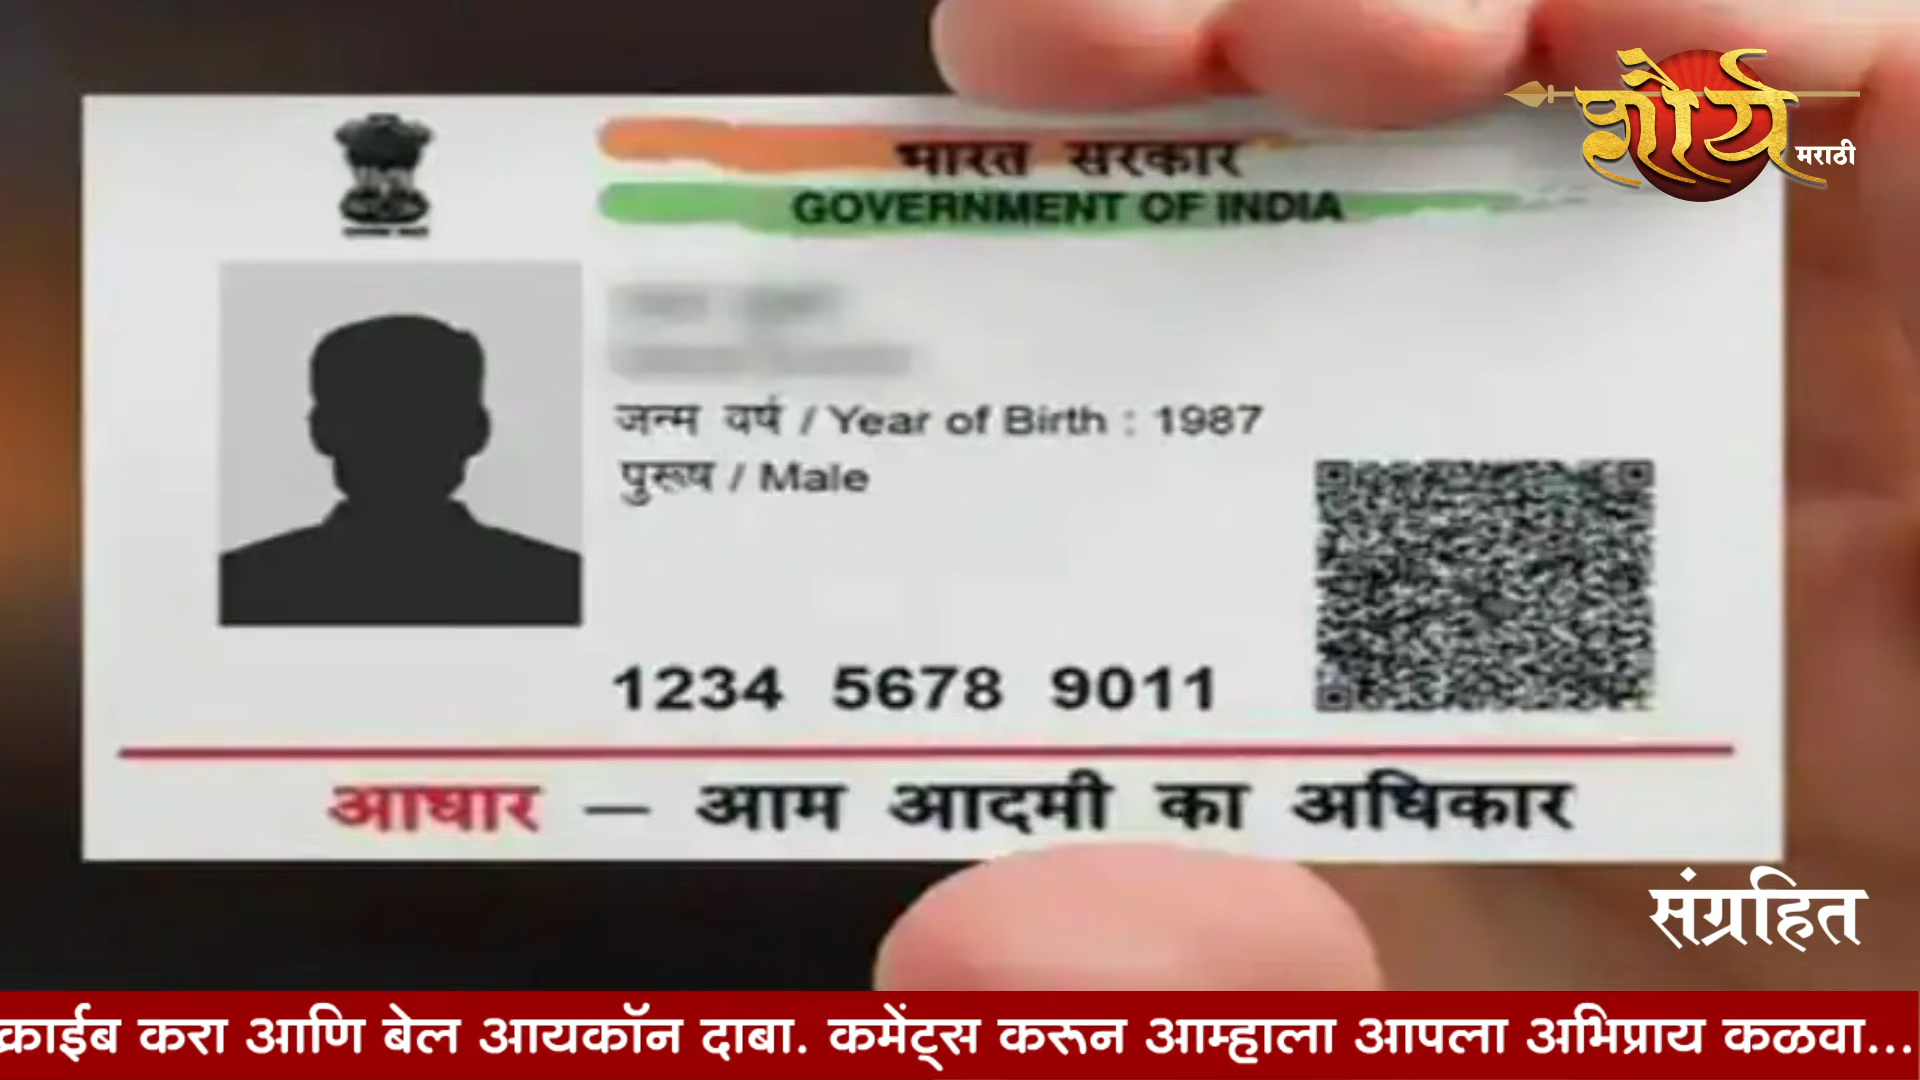 शौर्य
मराठी
भारत सरकार
GOVERNMENT OF INDIA
जन्म वर्ष / Year of Birth : 1987
पुरूष / Male
1234 5678 9011
आधार — आम आदमी का अधिकार
संग्रहित
क्राईब करा आणि बेल आयकॉन दाबा. कमेंट्स करून आम्हाला आपला अभिप्राय कळवा...